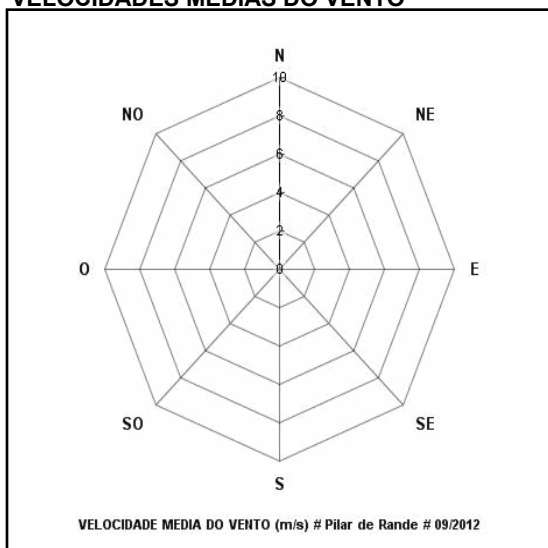 VELOCIDADES MEDIAS DO VENTO
N
10
NO
NE
8
6
4
2
O
0
E
SO
SE
S
VELOCIDADE MEDIA DO VENTO (m/s) # Pilar de Rande # 09/2012